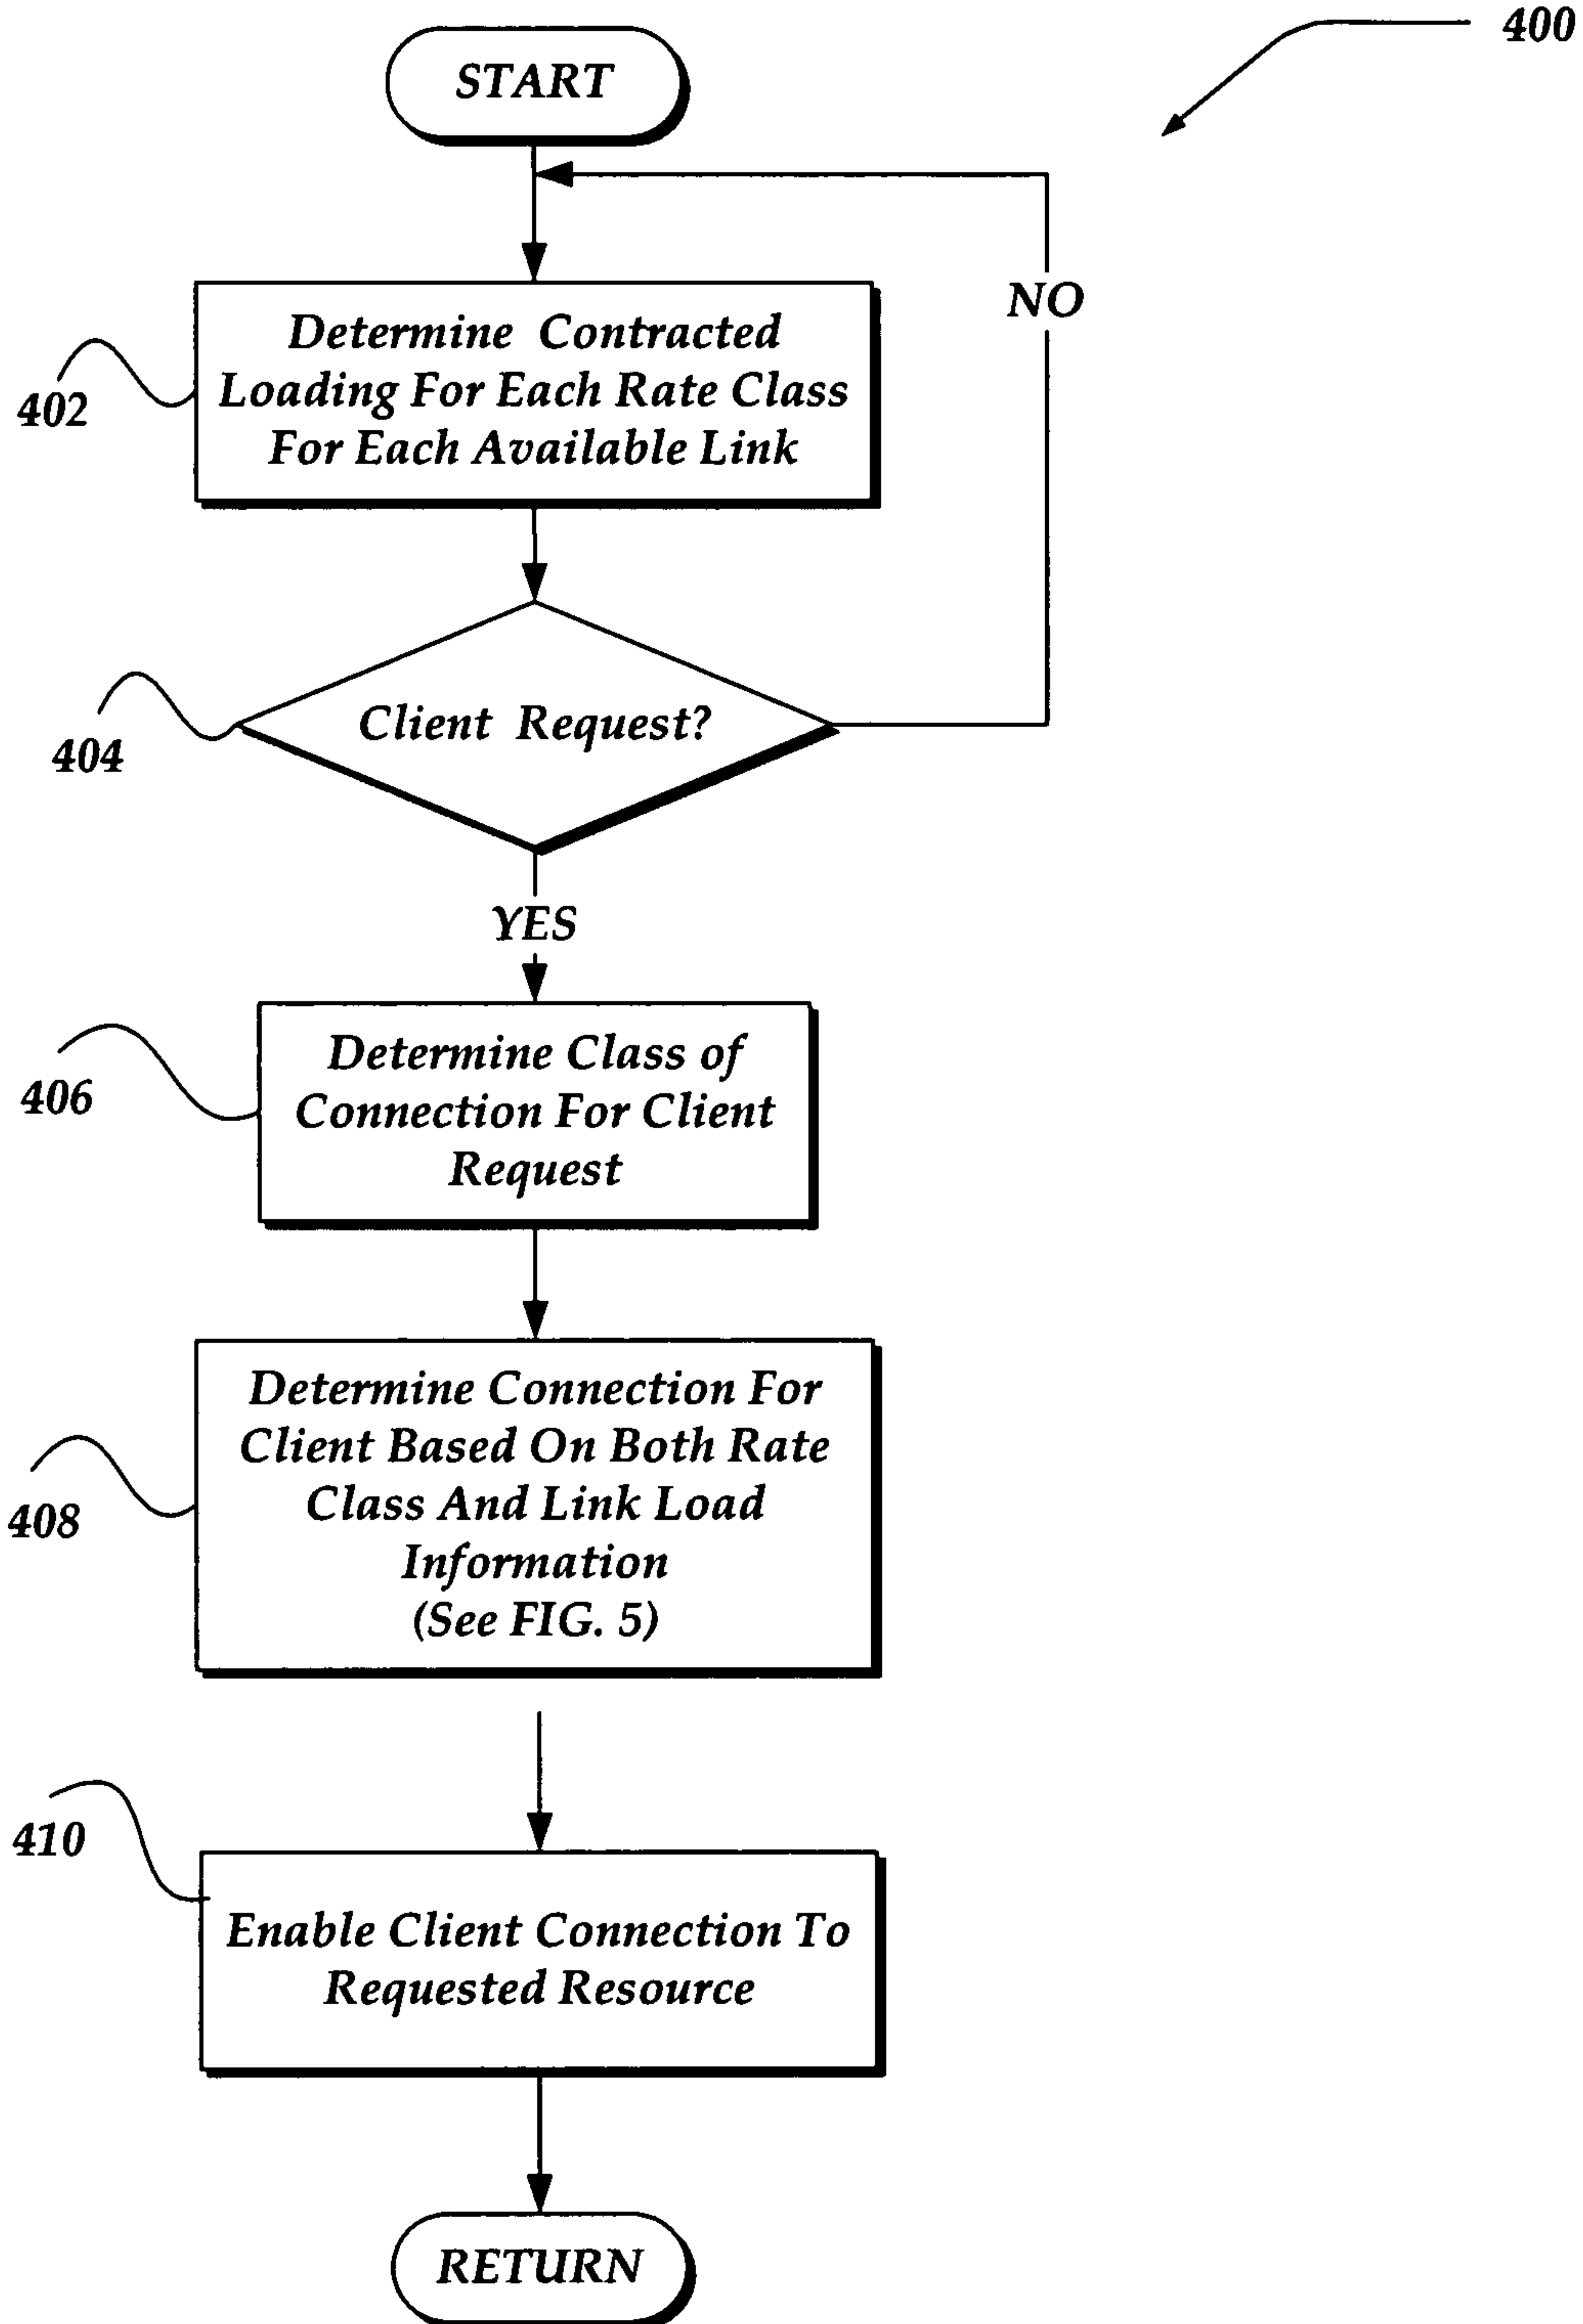 400
START
NO
Determine Contracted
Loading For Each Rate Class
For Each Available Link
402
Client Request?
404
YES
Determine Class of
Connection For Client
Request
406
Determine Connection For
Client Based On Both Rate
Class And Link Load
Information
(See FIG. 5)
408
410
Enable Client Connection To
Requested Resource
RETURN